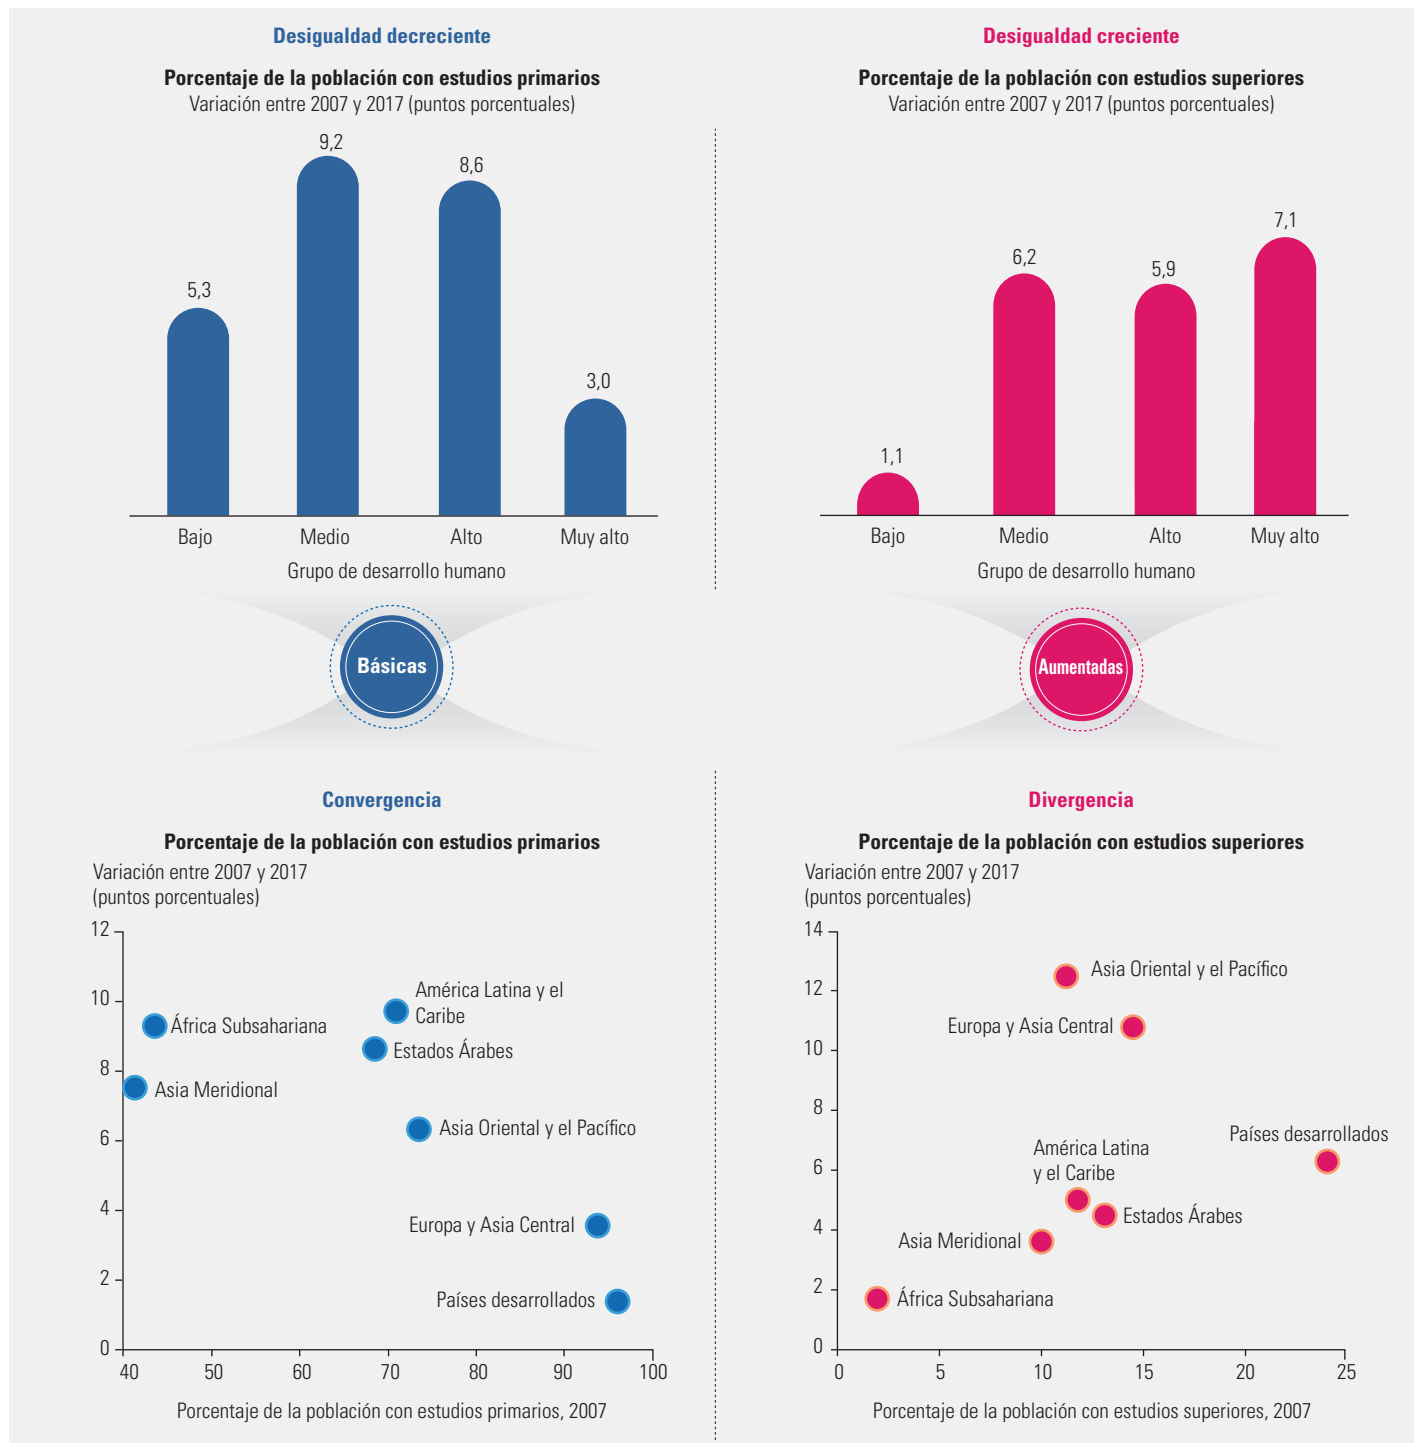 Desigualdad decreciente
Porcentaje de la población con estudios primarios
Variación entre 2007 y 2017 (puntos porcentuales)
9,2
8,6
5,3
3,0
Bajo Medio Alto Muy alto
Grupo de desarrollo humano
Desigualdad creciente
Porcentaje de la población con estudios superiores
Variación entre 2007 y 2017 (puntos porcentuales)
7,1
6,2
5,9
1,1
Bajo Medio Alto Muy alto
Grupo de desarrollo humano
Básicas
Aumentadas
Convergencia
Porcentaje de la población con estudios primarios
Variación entre 2007 y 2017
(puntos porcentuales)
12
10
8
6
4
2
0
América Latina y el
Caribe
África Subsahariana
Estados Árabes
Asia Meridional
Asia Oriental y el Pacífico
Europa y Asia Central
Países desarrollados
40 50 60 70 80 90 100
Porcentaje de la población con estudios primarios, 2007
Divergencia
Porcentaje de la población con estudios superiores
Variación entre 2007 y 2017
(puntos porcentuales)
14
12
10
8
6
4
2
0
Asia Oriental y el Pacífico
Europa y Asia Central
Países desarrollados
América Latina
y el Caribe
Estados Árabes
Asia Meridional
África Subsahariana
0 5 10 15 20 25
Porcentaje de la población con estudios superiores, 2007